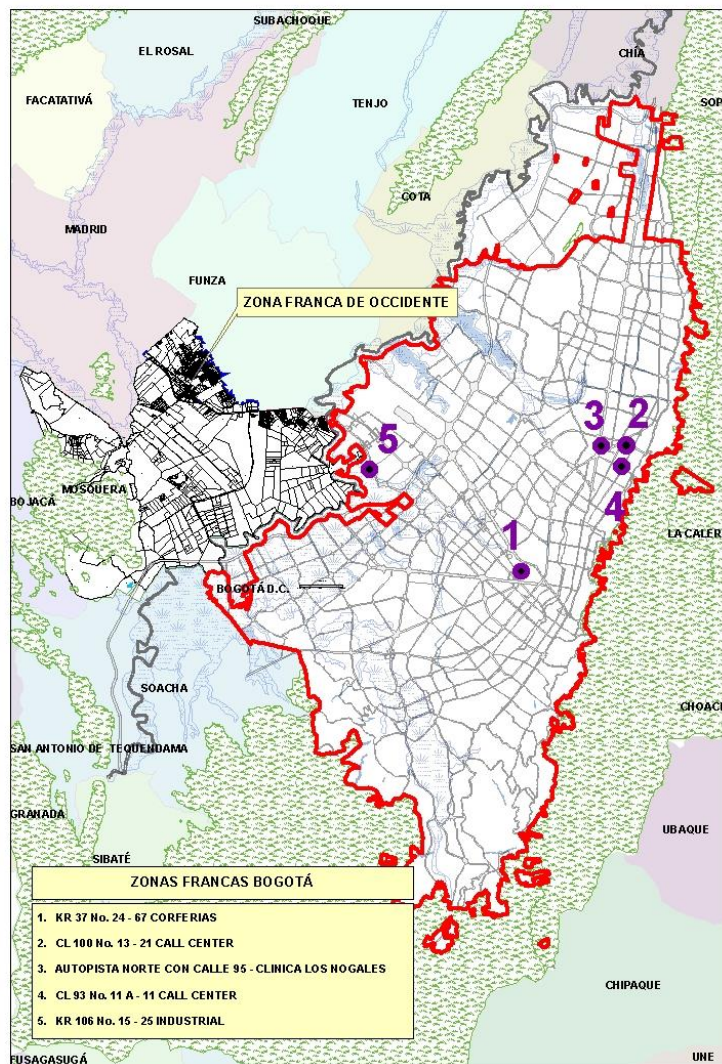 SUBACHOQUE
EL ROSAL
CHÍA
FACATATIVÁ
TENJO
SOP
COTA
MADRID
FUNZA
ZONA FRANCA DE OCCIDENTE
3
2
5
MOSQUERA
4
BOJACÁ
LA CALER
1
BOGOTÁ D.C.
SOACHA
CHOACH
SAN ANTONIO DE TEQUENDAMA
GRANADA
UBAQUE
SIBATÉ
ZONAS FRANCAS BOGOTÁ
1. KR 37 No. 24 - 67 CORFERIAS
2. CL 100 No. 13 - 21 CALL CENTER
3. AUTOPISTA NORTE CON CALLE 95 - CLINICA LOS NOGALES
4. CL 93 No. 11 A - 11 CALL CENTER
5. KR 106 No. 15 - 25 INDUSTRIAL
CHIPAQUE
FUSAGASUGÁ
UNE